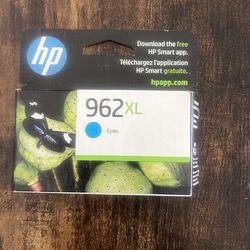 hp
Download the free
HP Smart app.
Téléchargez l'application
HP Smart gratuite.
hpapp.com
962XL
Cyan